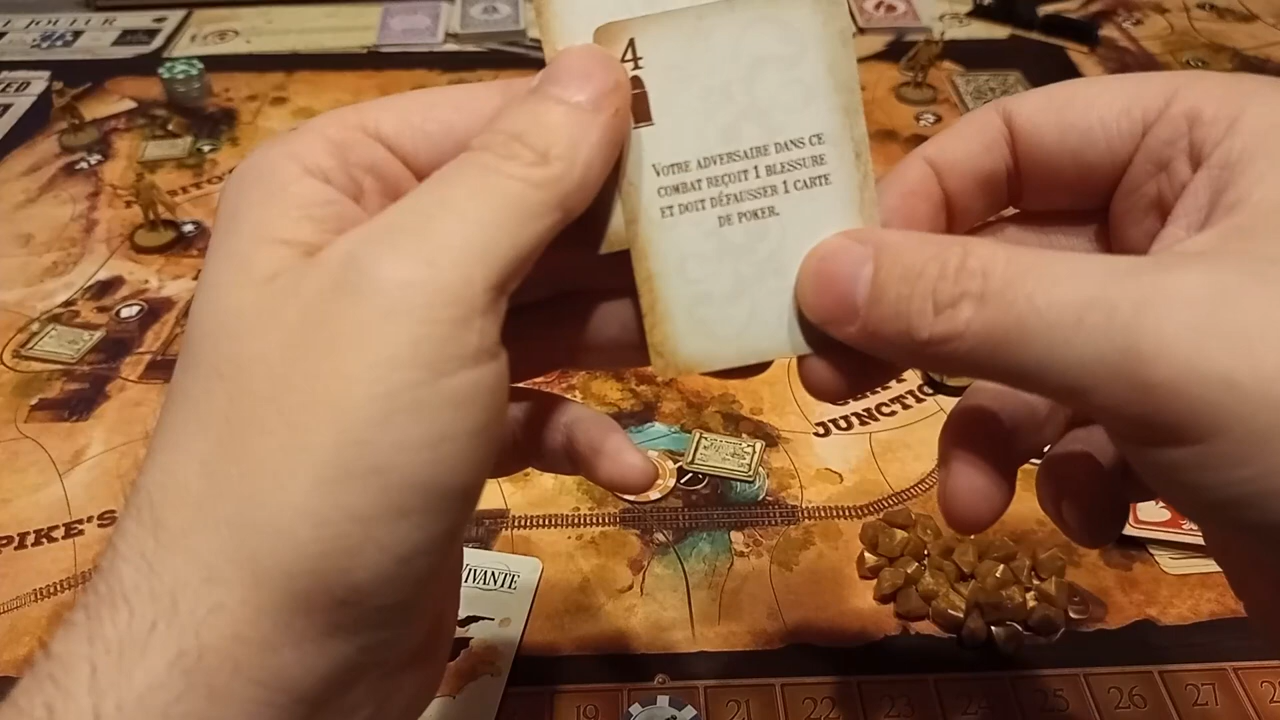 JOUEUR
4
VOTRE ADVERSAIRE DANS CE
COMBAT REÇOIT 1 BLESSURE
ET DOIT DÉFAUSSER 1 CARTE
DE POKER.
JUNCTION
PIKE'S
VIVANTE
19 21 22 23 24 25 26 27